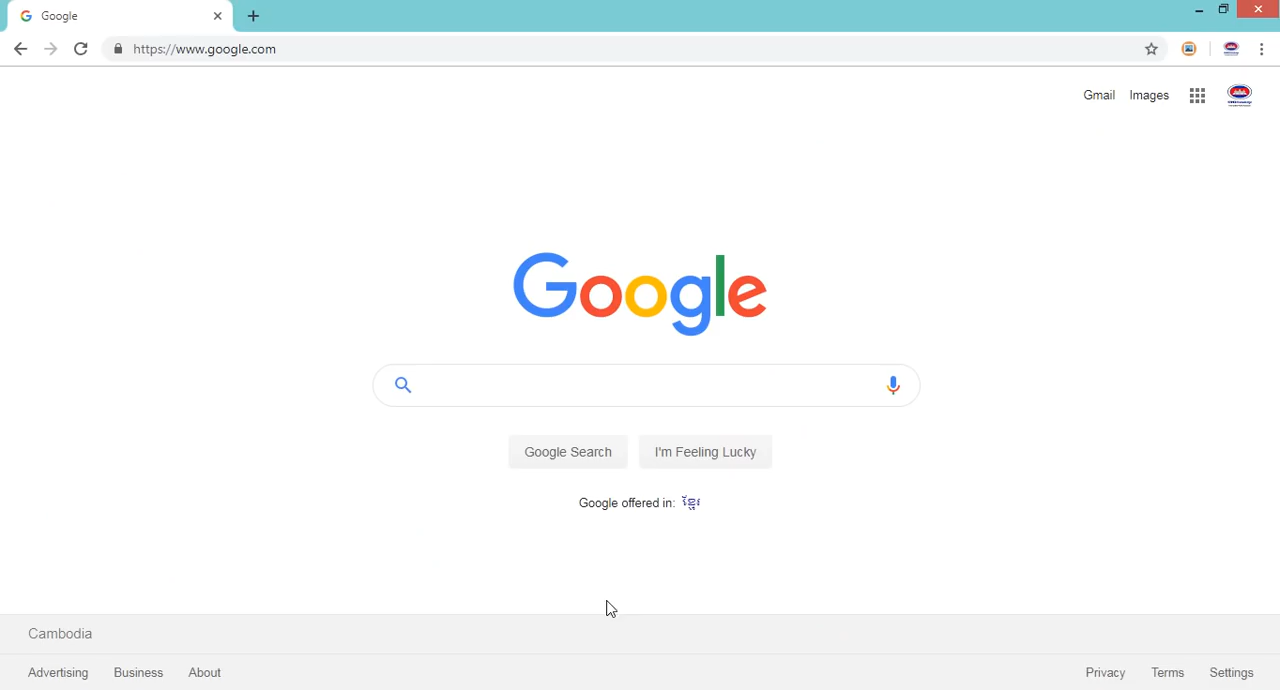 Google
https://www.google.com
Gmail Images
Google
Google Search I'm Feeling Lucky
Google offered in: ខ្មែរ
Cambodia
Advertising Business About Privacy Terms Settings